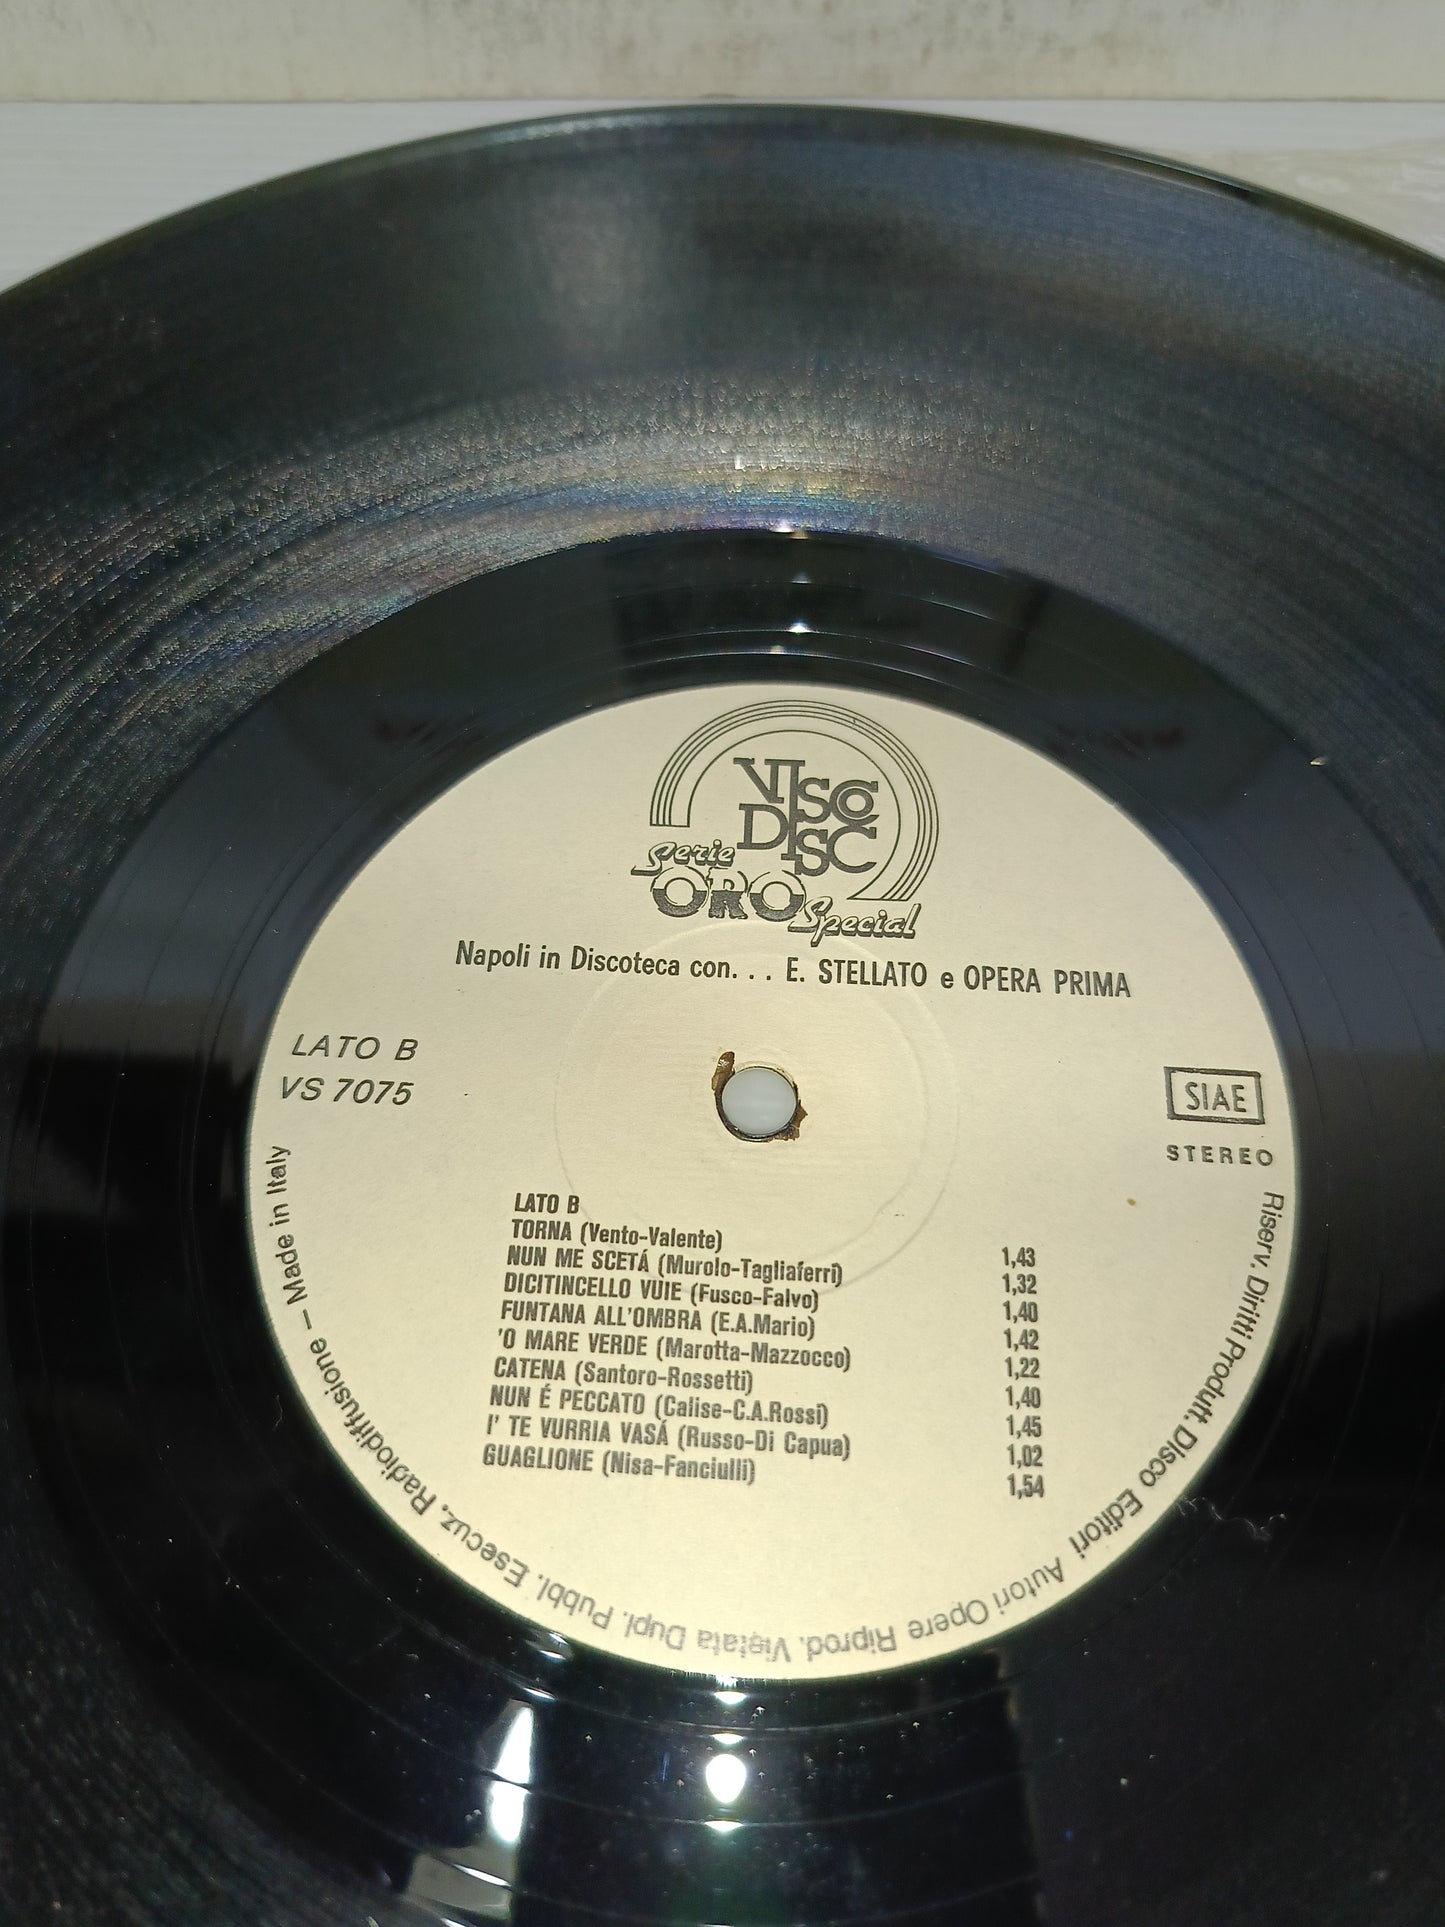 VISCO
DISC
Serie
ORO
Special
Napoli in Discoteca con. . . E. STELLATO e OPERA PRIMA
LATO B
VS 7075
SIAE
STEREO
LATO B
TORNA (Vento-Valente) 1,43
NUN ME SCETÁ (Murolo-Tagliaferri) 1,32
DICITINCELLO VUIE (Fusco-Falvo) 1,40
FUNTANA ALL'OMBRA (E.A.Mario) 1,42
'O MARE VERDE (Marotta-Mazzocco) 1,22
CATENA (Santoro-Rossetti) 1,40
NUN É PECCATO (Calise-C.A.Rossi) 1,45
I' TE VURRIA VASÁ (Russo-Di Capua) 1,02
GUAGLIONE (Nisa-Fanciulli) 1,54
Riserv. Diritti Produtt. Disco Editori Autori Opere Riprod. Vietata Dupl. Pubbl. Esecuz. Radiodiffusione – Made in Italy